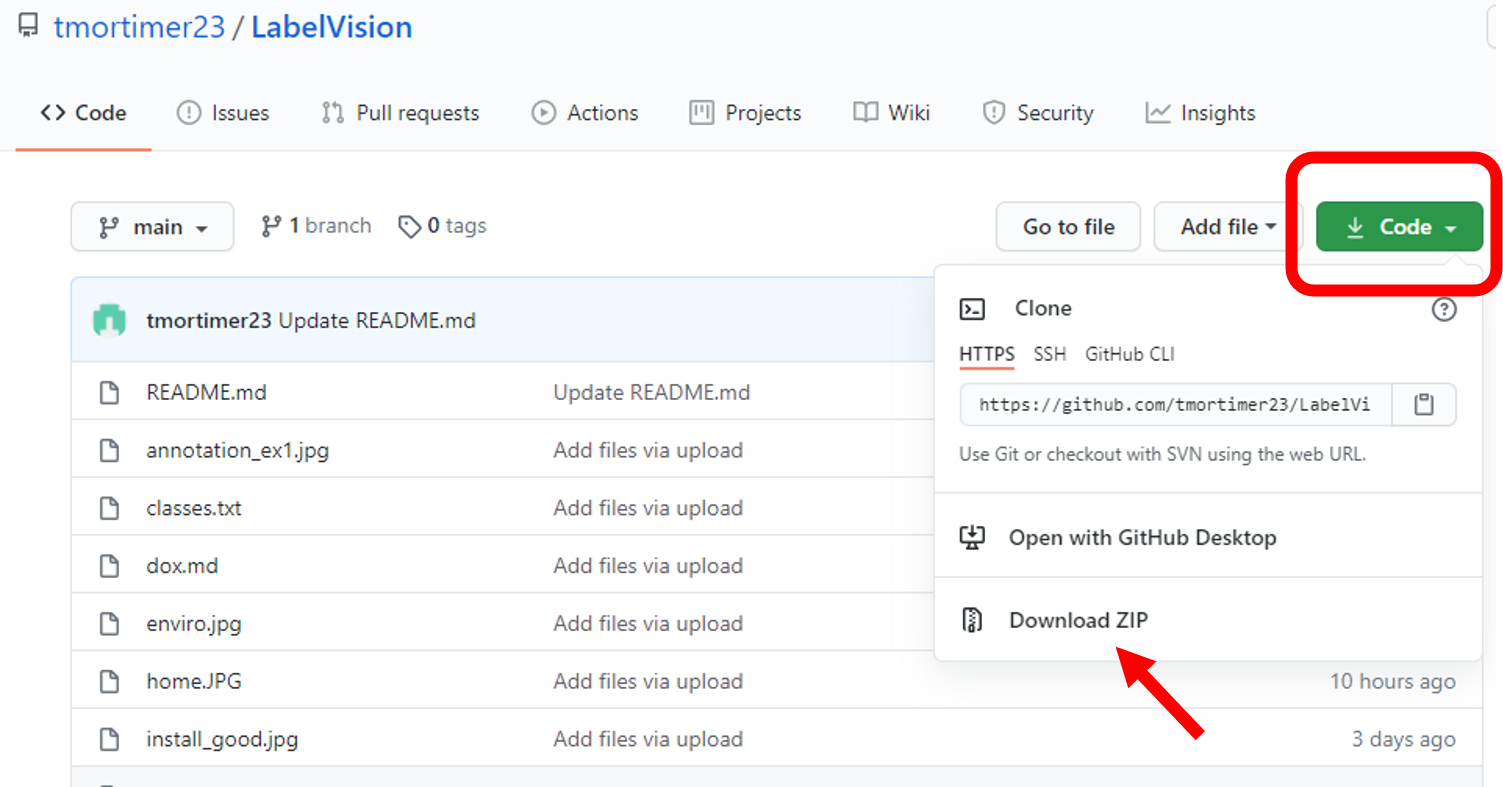 tmortimer23 / LabelVision
<> Code Issues Pull requests Actions Projects Wiki Security Insights
main 1 branch 0 tags Go to file Add file Code
tmortimer23 Update README.md
README.md Update README.md
annotation_ex1.jpg Add files via upload
classes.txt Add files via upload
dox.md Add files via upload
enviro.jpg Add files via upload
home.JPG Add files via upload 10 hours ago
install_good.jpg Add files via upload 3 days ago
Clone
HTTPS SSH GitHub CLI
https://github.com/tmortimer23/LabelVi
Use Git or checkout with SVN using the web URL.
Open with GitHub Desktop
Download ZIP